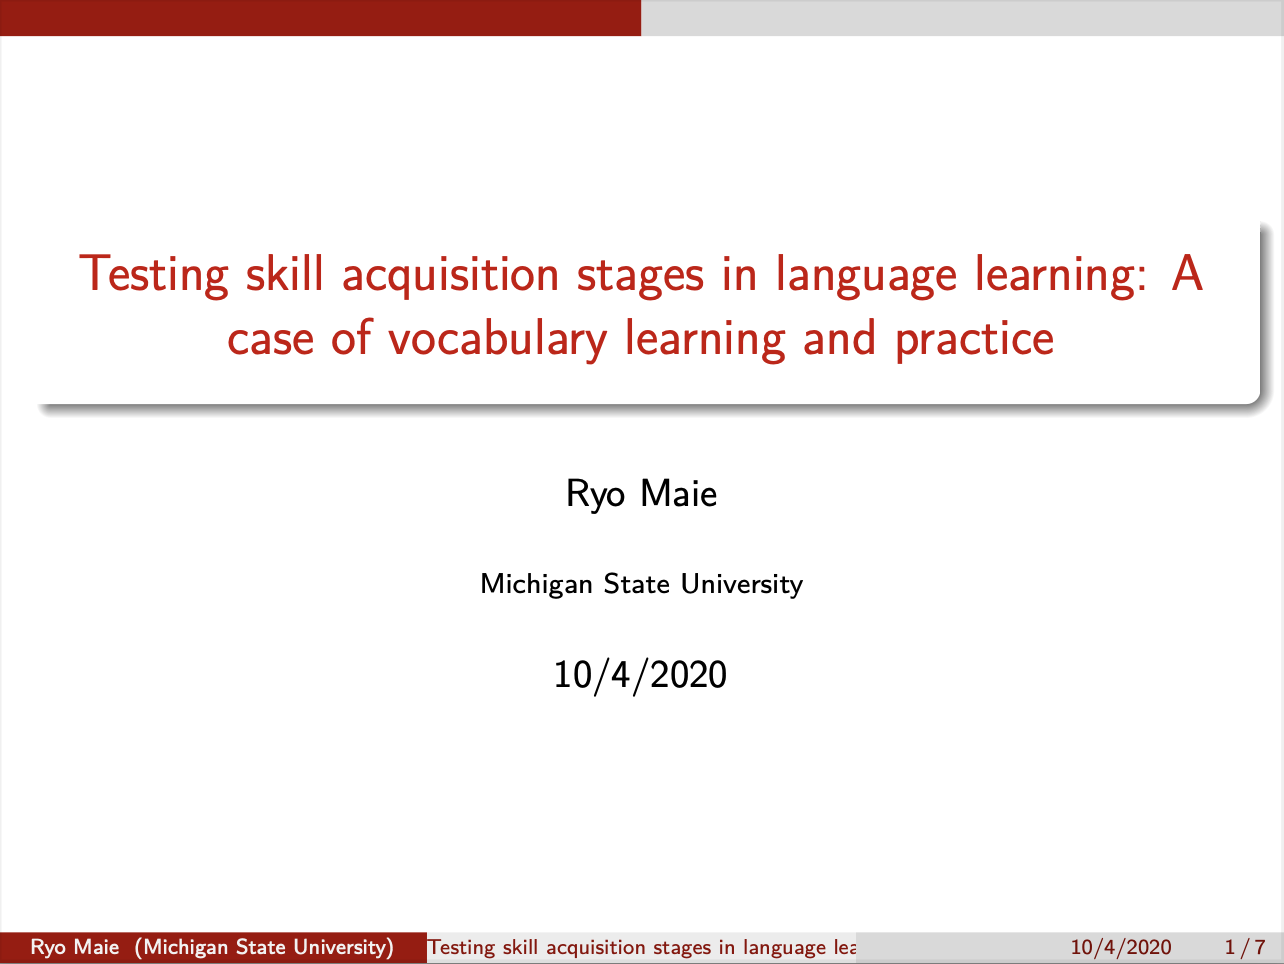 Testing skill acquisition stages in language learning: A
case of vocabulary learning and practice
Ryo Maie
Michigan State University
10/4/2020
Ryo Maie (Michigan State University)
Testing skill acquisition stages in language lea
10/4/2020
1 / 7